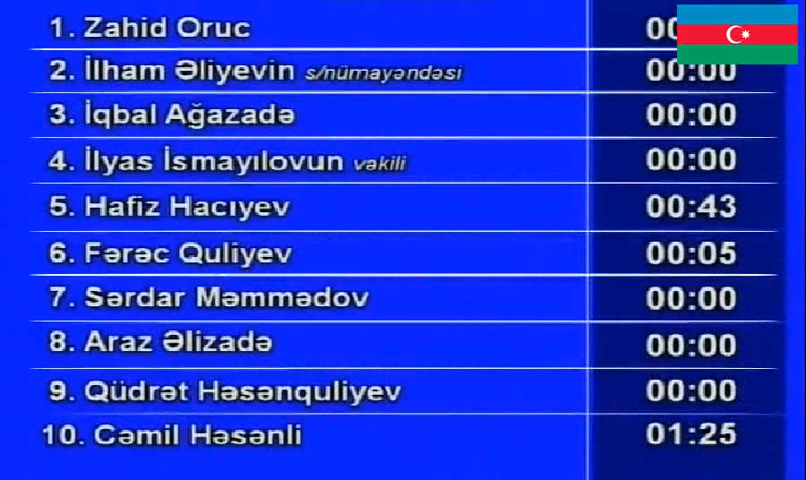 1. Zahid Oruc
2. İlham Əliyevin s/nümayəndəsi 00:00
3. İqbal Ağazadə 00:00
4. İlyas İsmayılovun vəkili 00:00
5. Hafiz Hacıyev 00:43
6. Fərəc Quliyev 00:05
7. Sərdar Məmmədov 00:00
8. Araz Əlizadə 00:00
9. Qüdrət Həsənquliyev 00:00
10. Cəmil Həsənli 01:25